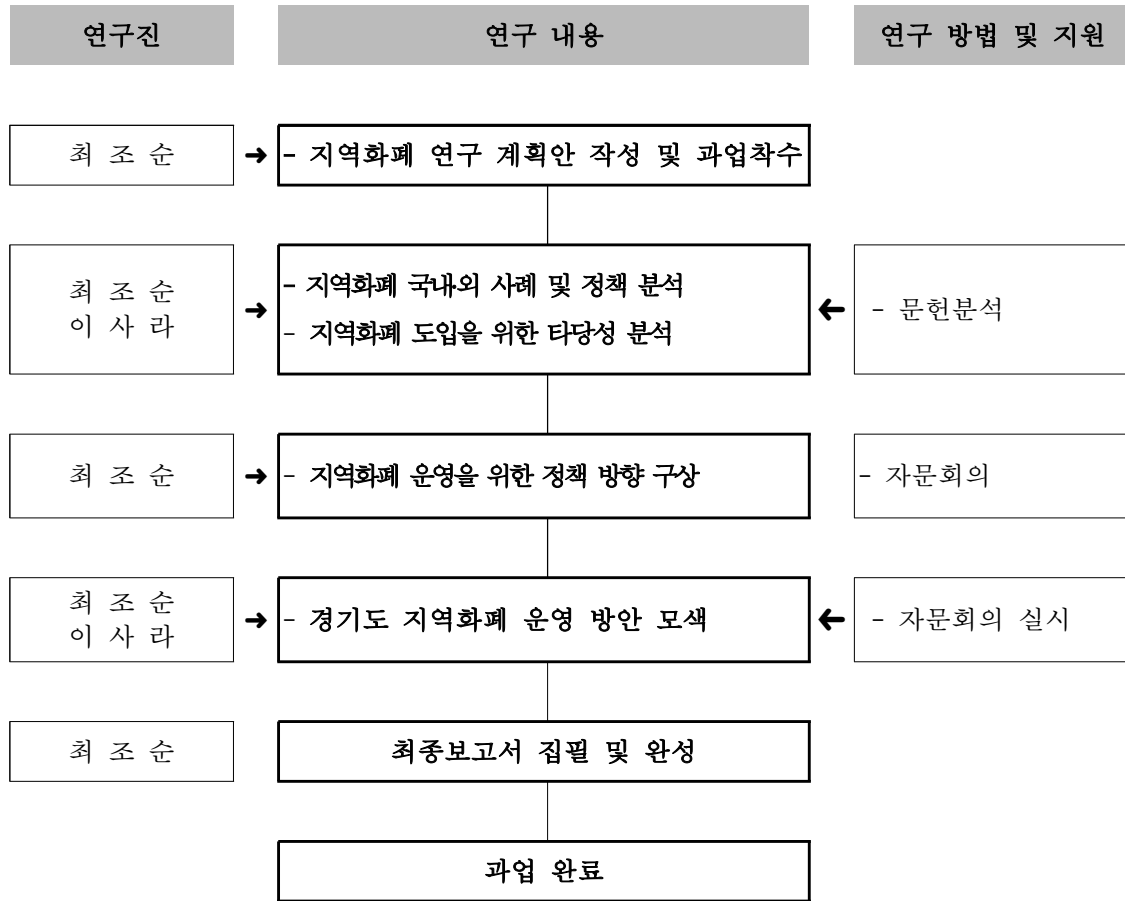 연구진
연구 내용
연구 방법 및 지원
최 조 순
➜
- 지역화폐 연구 계획안 작성 및 과업착수
최 조 순
이 사 라
➜
- 지역화폐 국내외 사례 및 정책 분석
- 지역화폐 도입을 위한 타당성 분석
←
- 문헌분석
최 조 순
➜
- 지역화폐 운영을 위한 정책 방향 구상
- 자문회의
최 조 순
이 사 라
➜
- 경기도 지역화폐 운영 방안 모색
←
- 자문회의 실시
최 조 순
최종보고서 집필 및 완성
과업 완료